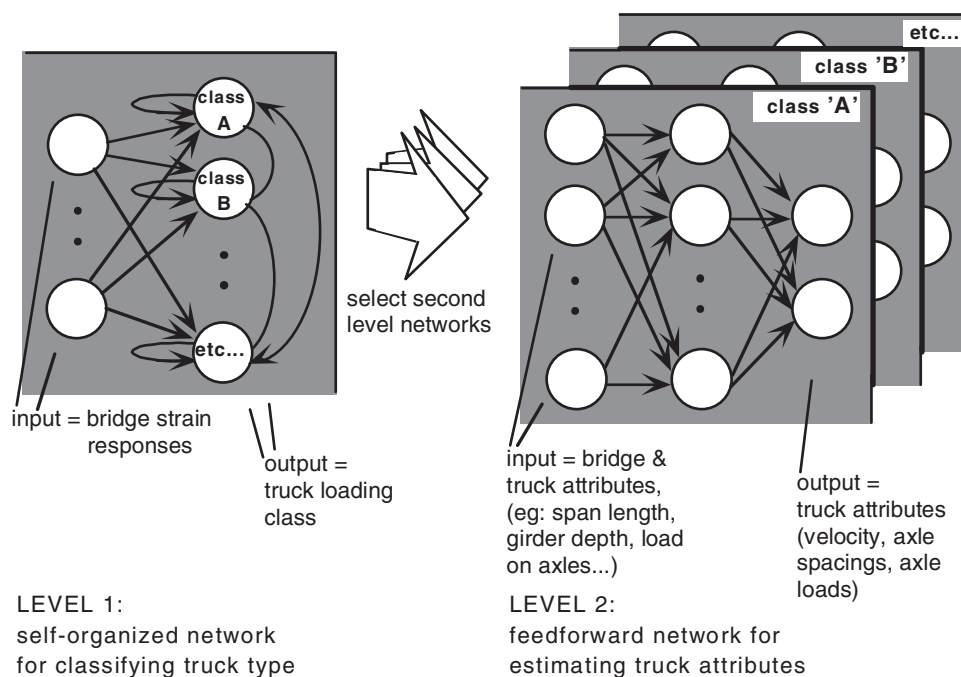 class
A
class
B
etc...
input = bridge strain
responses
output =
truck loading
class
LEVEL 1:
self-organized network
for classifying truck type
select second
level networks
etc...
class 'B'
class 'A'
input = bridge &
truck attributes,
(eg: span length,
girder depth, load
on axles...)
output =
truck attributes
(velocity, axle
spacings, axle
loads)
LEVEL 2:
feedforward network for
estimating truck attributes